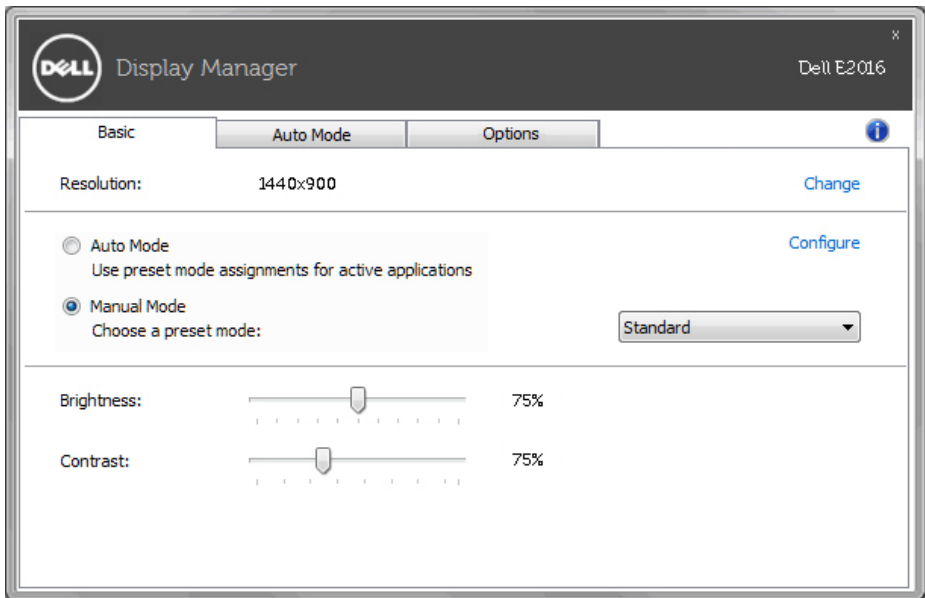 x
DELL Display Manager
Dell E2016
Basic Auto Mode Options i
Resolution: 1440x900 Change
Auto Mode Configure
Use preset mode assignments for active applications
Manual Mode
Choose a preset mode: Standard
Brightness: 75%
Contrast: 75%